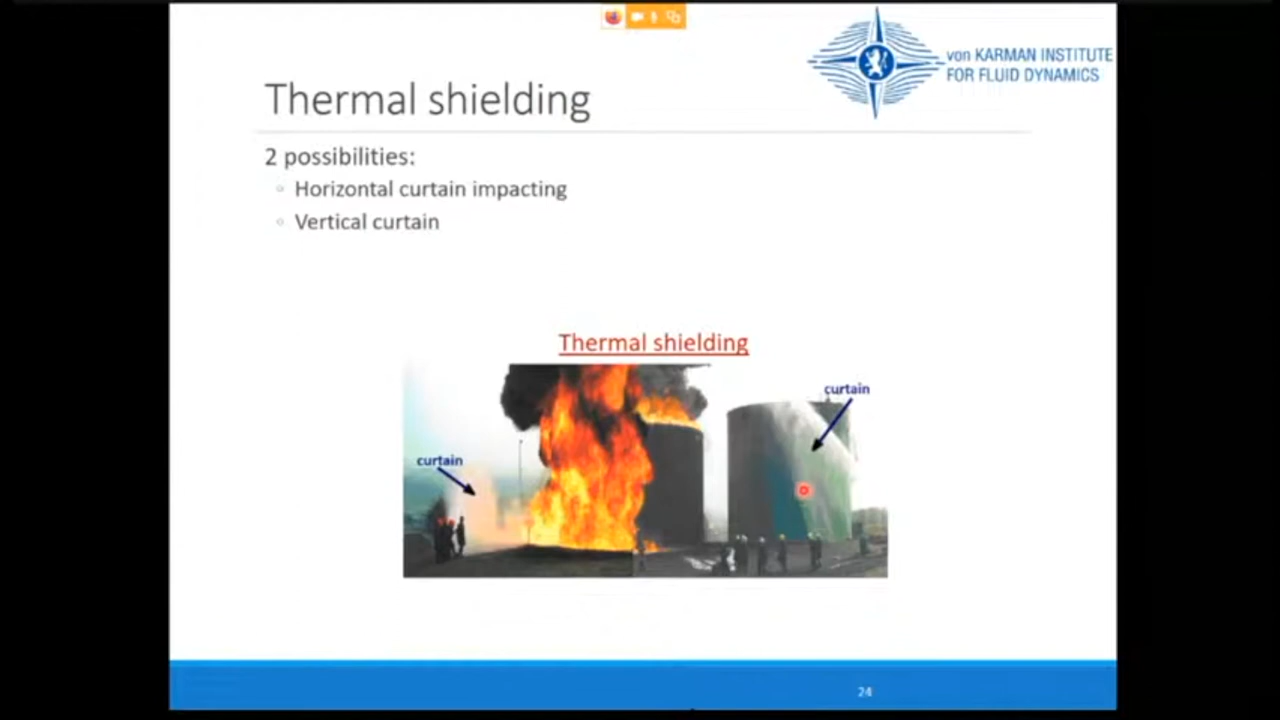 von KARMAN INSTITUTE
FOR FLUID DYNAMICS
Thermal shielding
2 possibilities:
Horizontal curtain impacting
Vertical curtain
Thermal shielding
curtain
curtain
24